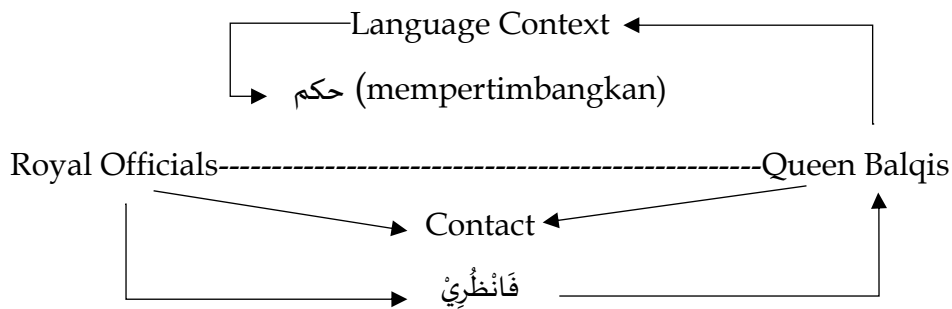 Language Context
حكم (mempertimbangkan)
Royal Officials-----------------------------------------------Queen Balqis
Contact
فَانْظُرِيْ